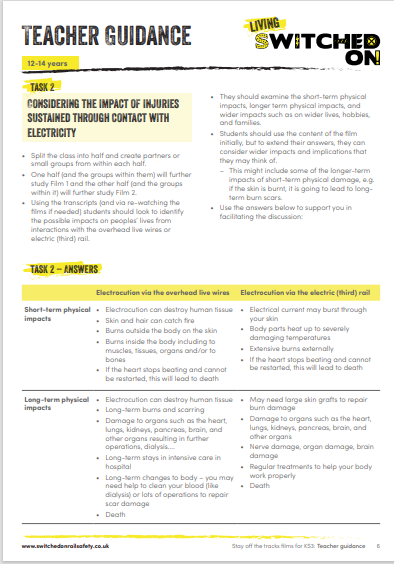 TEACHER GUIDANCE
LIVING
SWITCHED
ON!
12-14 years
TASK 2
CONSIDERING THE IMPACT OF INJURIES
SUSTAINED THROUGH CONTACT WITH
ELECTRICITY
• Split the class into half and create partners or
small groups from within each half.
• One half (and the groups within them) will further
study Film 1 and the other half (and the groups
within it) will further study Film 2.
• Using the transcripts (and via re-watching the
films if needed) students should look to identify
the possible impacts on peoples' lives from
interactions with the overhead live wires or
electric (third) rail.
• They should examine the short-term physical
impacts, longer term physical impacts, and
wider impacts such as on wider lives, hobbies,
and families.
• Students should use the content of the film
initially, but to extend their answers, they can
consider wider impacts and implications that
they may think of.
– This might include some of the longer-term
impacts of short-term physical damage, e.g.
if the skin is burnt, it is going to lead to long-
term burn scars.
• Use the answers below to support you in
facilitating the discussion:
TASK 2 – ANSWERS
Electrocution via the overhead live wires
Electrocution via the electric (third) rail
Short-term physical
impacts
• Electrocution can destroy human tissue
• Skin and hair can catch fire
• Burns outside the body on the skin
• Burns inside the body including to
muscles, tissues, organs and/or to
bones
• If the heart stops beating and cannot
be restarted, this will lead to death
• Electrical current may burst through
your skin
• Body parts heat up to severely
damaging temperatures
• Extensive burns externally
• If the heart stops beating and cannot
be restarted, this will lead to death
Long-term physical
impacts
• Electrocution can destroy human tissue
• Long-term burns and scarring
• Damage to organs such as the heart,
lungs, kidneys, pancreas, brain, and
other organs resulting in further
operations, dialysis....
• Long-term stays in intensive care in
hospital
• Long-term changes to body – you may
need help to clean your blood (like
dialysis) or lots of operations to repair
scar damage
• Death
• May need large skin grafts to repair
burn damage
• Damage to organs such as the heart,
lungs, kidneys, pancreas, brain, and
other organs
• Nerve damage, organ damage, brain
damage
• Regular treatments to help your body
work properly
• Death
www.switchedonrailsafety.co.uk
Stay off the tracks films for KS3: Teacher guidance 6